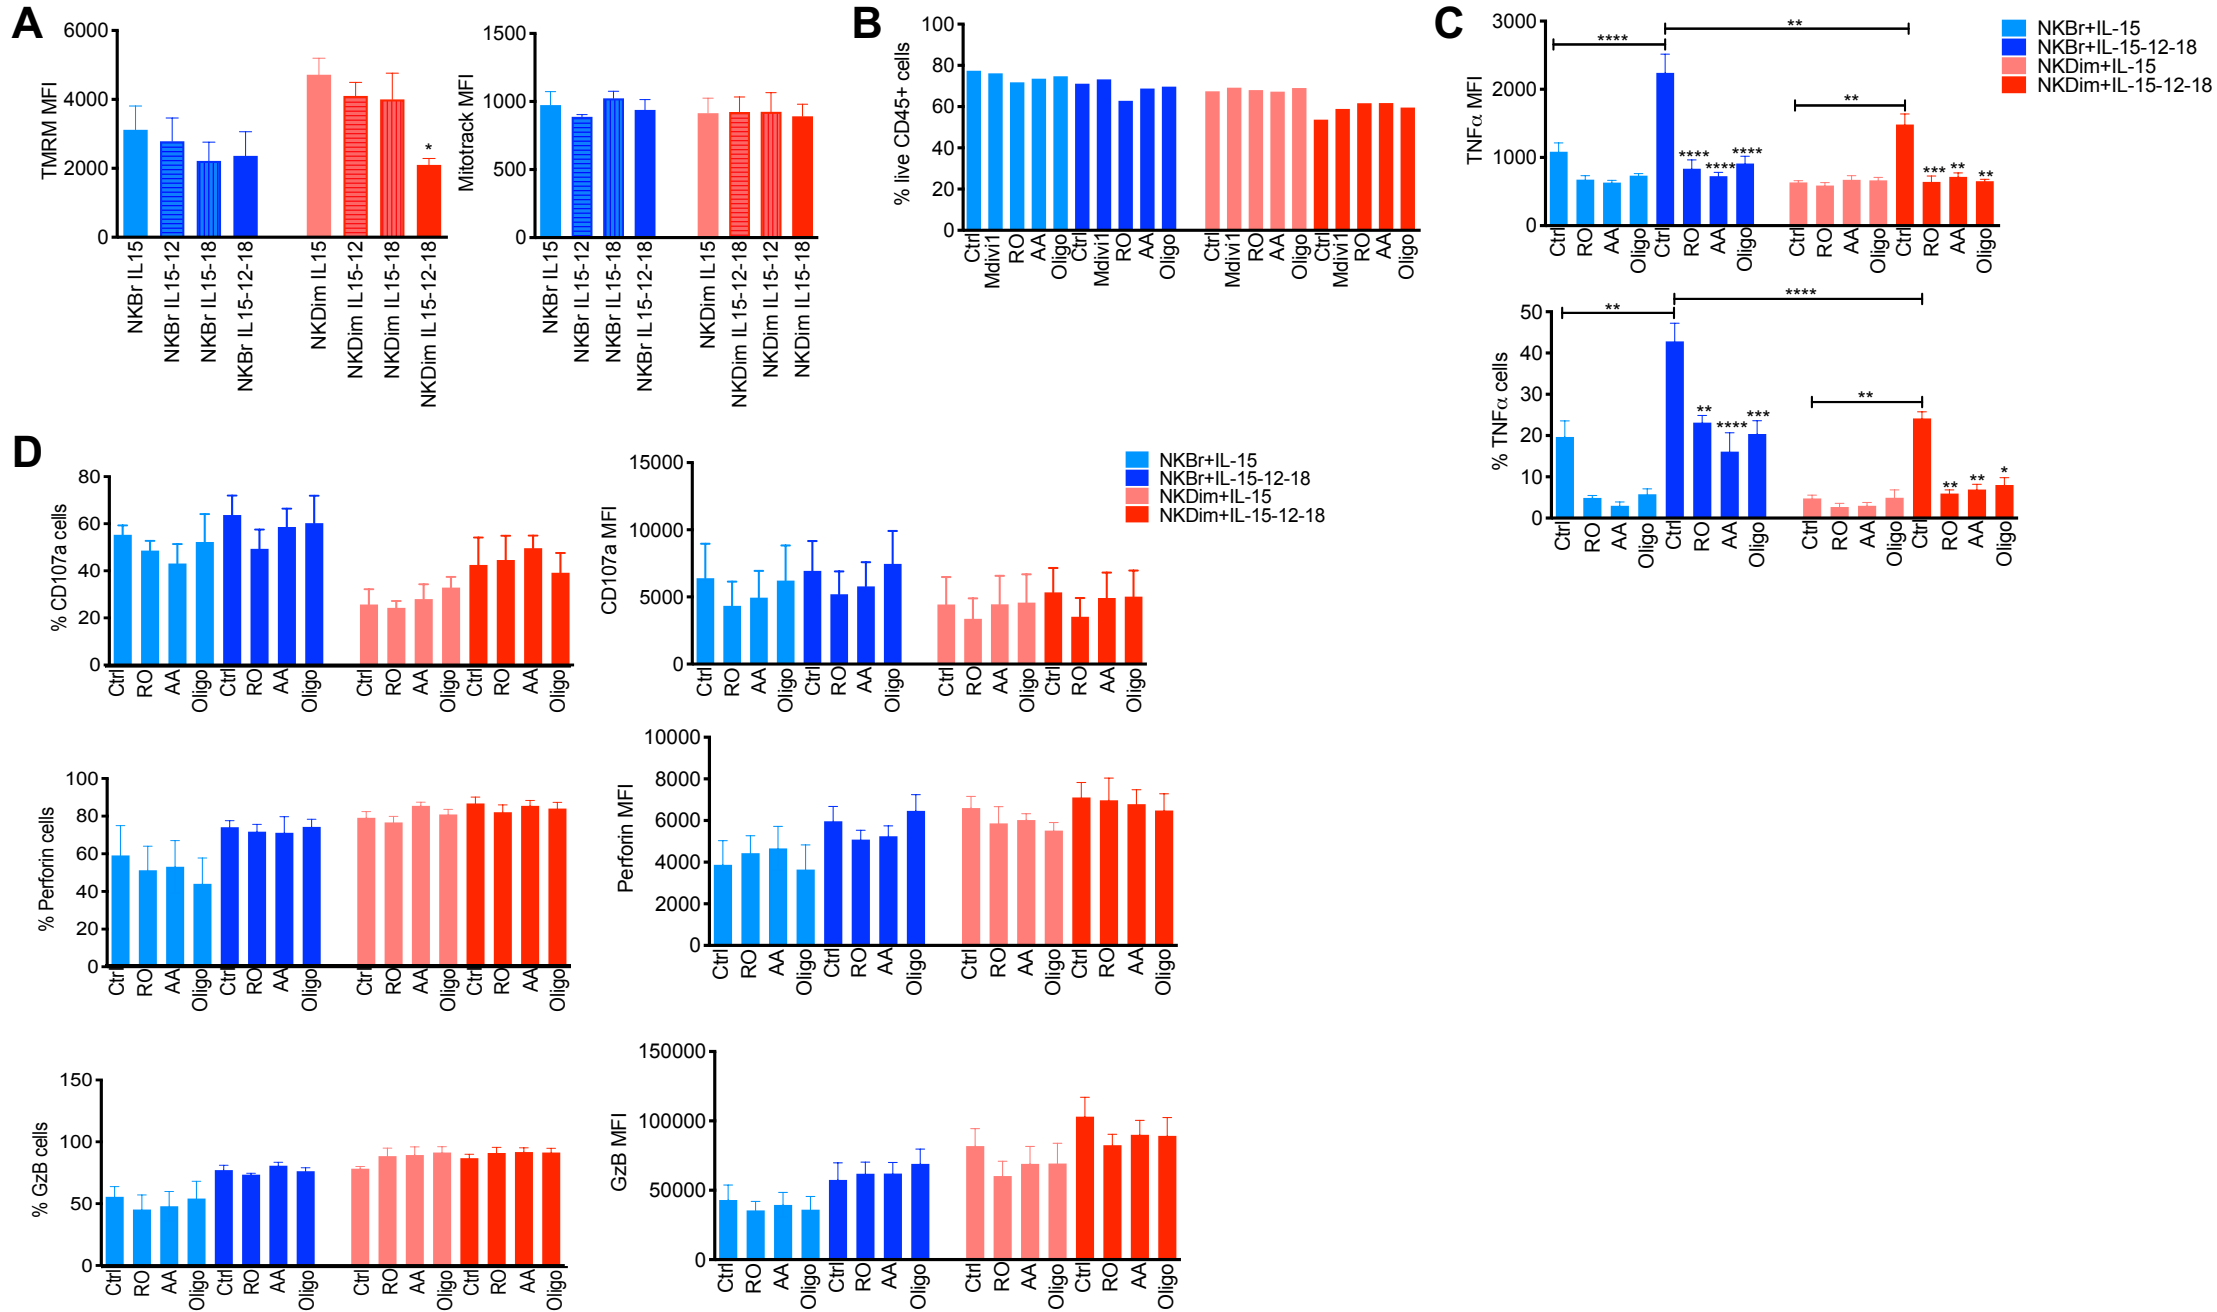 A
TMRM MFI
6000
4000
2000
0
NKBr IL15
NKBr IL15-12
NKBr IL15-18
NKBr IL15-12-18
NKDim IL15
NKDim IL15-12
NKDim IL15-18
NKDim IL15-12-18
*
Mitotrack MFI
1500
1000
500
0
NKBr IL15
NKBr IL15-12
NKBr IL15-18
NKBr IL15-12-18
NKDim IL15
NKDim IL15-12-18
NKDim IL15-12
NKDim IL15-18
B
% live CD45+ cells
100
80
60
40
20
0
Ctrl
Mdivi1
RO
AA
Oligo
Ctrl
Mdivi1
RO
AA
Oligo
Ctrl
Mdivi1
RO
AA
Oligo
Ctrl
Mdivi1
RO
AA
Oligo
C
TNFα MFI
3000
2000
1000
0
****
**
**
**** **** ****
*** ** **
Ctrl
RO
AA
Oligo
Ctrl
RO
AA
Oligo
Ctrl
RO
AA
Oligo
Ctrl
RO
AA
Oligo
NKBr+IL-15
NKBr+IL-15-12-18
NKDim+IL-15
NKDim+IL-15-12-18
% TNFα cells
50
40
30
20
10
0
**
****
**
** **** ***
** ** *
Ctrl
RO
AA
Oligo
Ctrl
RO
AA
Oligo
Ctrl
RO
AA
Oligo
Ctrl
RO
AA
Oligo
D
% CD107a cells
80
60
40
20
0
Ctrl
RO
AA
Oligo
Ctrl
RO
AA
Oligo
Ctrl
RO
AA
Oligo
Ctrl
RO
AA
Oligo
CD107a MFI
15000
10000
5000
0
Ctrl
RO
AA
Oligo
Ctrl
RO
AA
Oligo
Ctrl
RO
AA
Oligo
Ctrl
RO
AA
Oligo
NKBr+IL-15
NKBr+IL-15-12-18
NKDim+IL-15
NKDim+IL-15-12-18
% Perforin cells
100
80
60
40
20
0
Ctrl
RO
AA
Oligo
Ctrl
RO
AA
Oligo
Ctrl
RO
AA
Oligo
Ctrl
RO
AA
Oligo
Perforin MFI
10000
8000
6000
4000
2000
0
Ctrl
RO
AA
Oligo
Ctrl
RO
AA
Oligo
Ctrl
RO
AA
Oligo
Ctrl
RO
AA
Oligo
% GzB cells
150
100
50
0
Ctrl
RO
AA
Oligo
Ctrl
RO
AA
Oligo
Ctrl
RO
AA
Oligo
Ctrl
RO
AA
Oligo
GzB MFI
150000
100000
50000
0
Ctrl
RO
AA
Oligo
Ctrl
RO
AA
Oligo
Ctrl
RO
AA
Oligo
Ctrl
RO
AA
Oligo